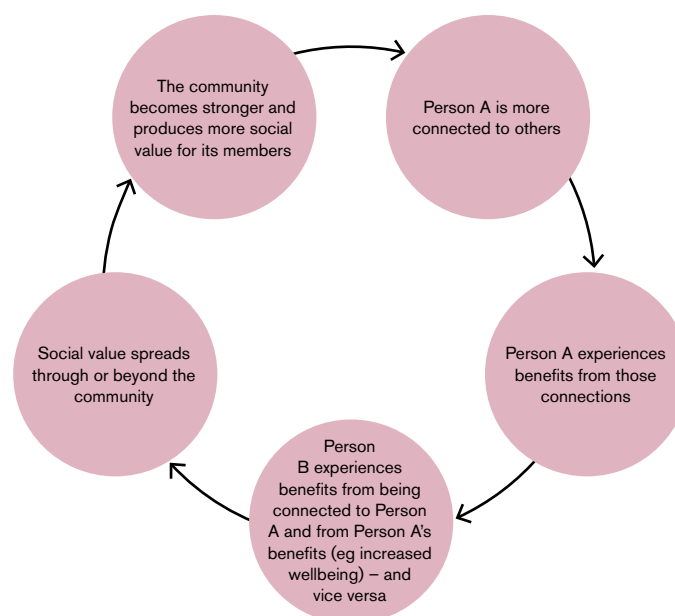 The community
becomes stronger and
produces more social
value for its members
Person A is more
connected to others
Person A experiences
benefits from those
connections
Person
B experiences
benefits from being
connected to Person
A and from Person A's
benefits (eg increased
wellbeing) – and
vice versa
Social value spreads
through or beyond the
community